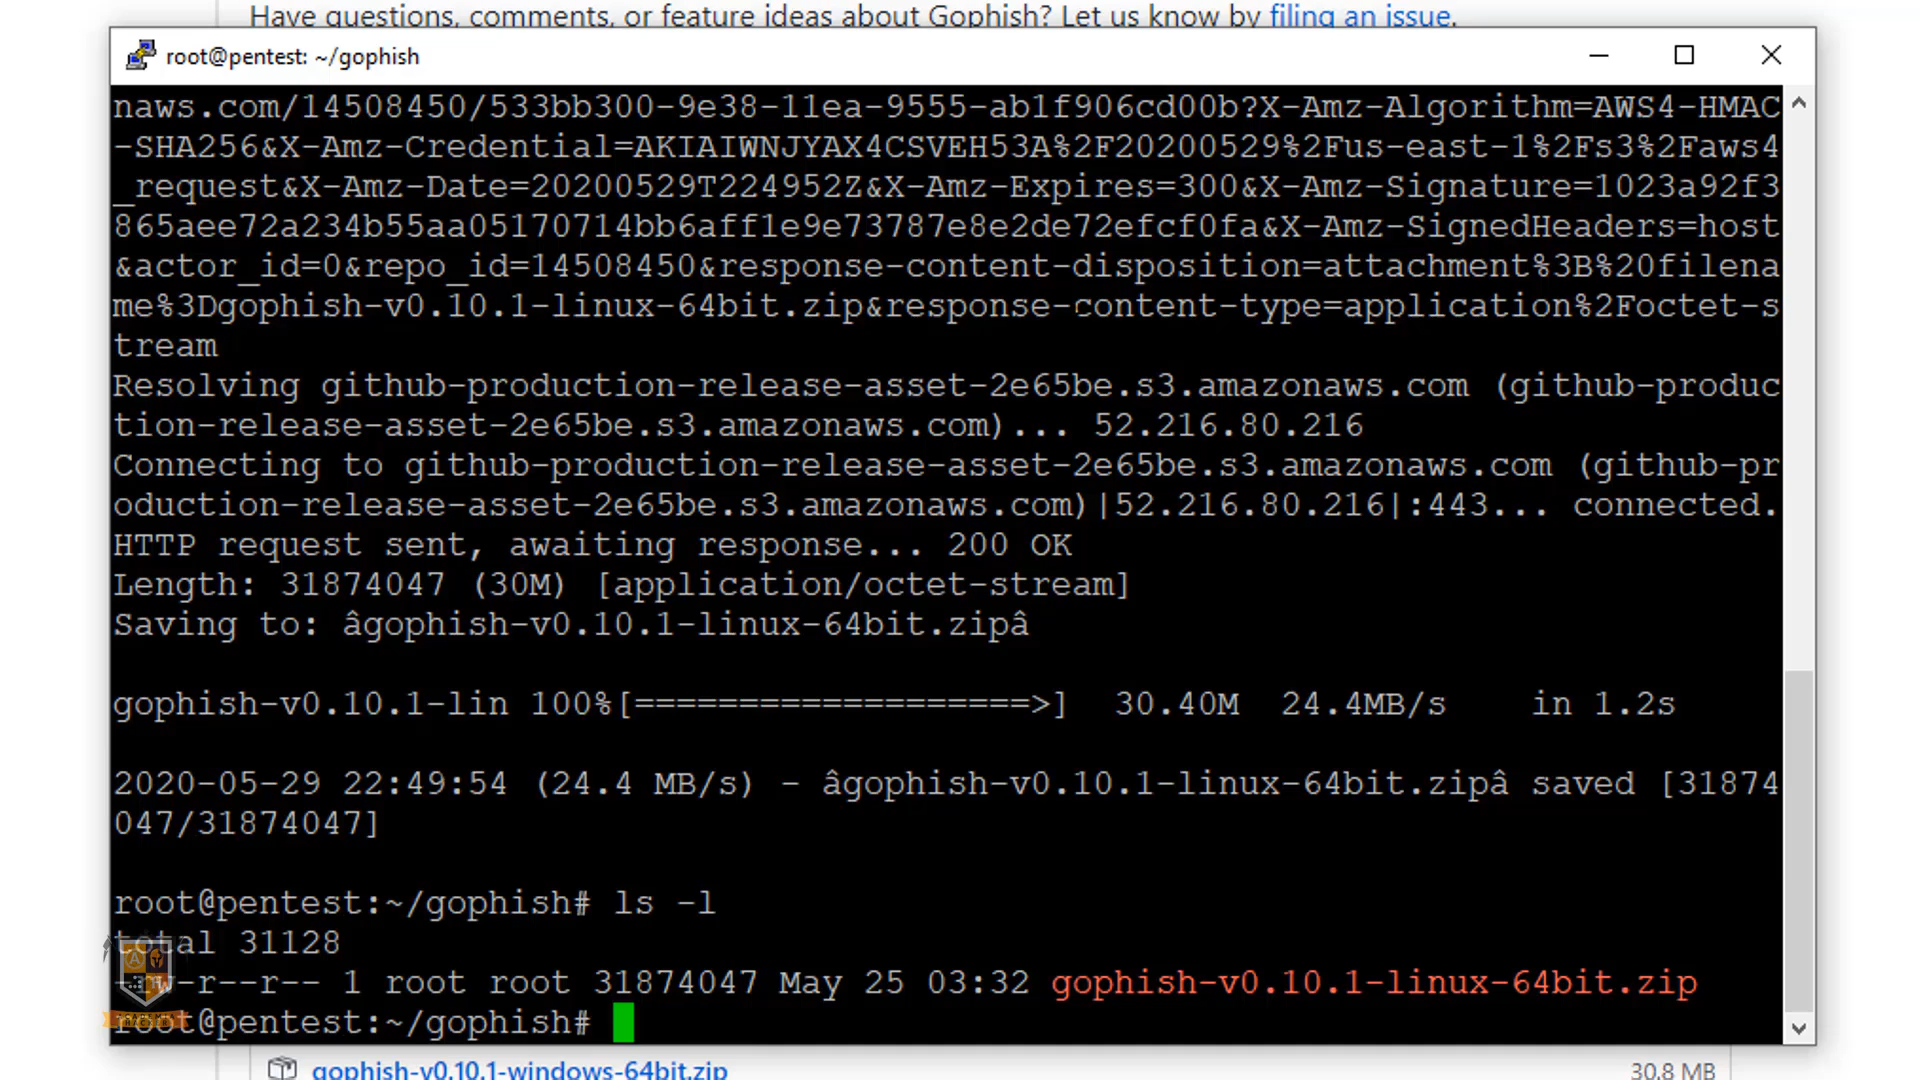 Have questions, comments, or feature ideas about Gophish? Let us know by filing an issue.
root@pentest: ~/gophish
naws.com/14508450/533bb300-9e38-11ea-9555-ab1f906cd00b?X-Amz-Algorithm=AWS4-HMAC
-SHA256&X-Amz-Credential=AKIAIWNJYAX4CSVEH53A%2F20200529%2Fus-east-1%2Fs3%2Faws4
_request&X-Amz-Date=20200529T224952Z&X-Amz-Expires=300&X-Amz-Signature=1023a92f3
865aee72a234b55aa05170714bb6aff1e9e73787e8e2de72efcf0fa&X-Amz-SignedHeaders=host
&actor_id=0&repo_id=14508450&response-content-disposition=attachment%3B%20filena
me%3Dgophish-v0.10.1-linux-64bit.zip&response-content-type=application%2Foctet-s
tream
Resolving github-production-release-asset-2e65be.s3.amazonaws.com (github-produc
tion-release-asset-2e65be.s3.amazonaws.com)... 52.216.80.216
Connecting to github-production-release-asset-2e65be.s3.amazonaws.com (github-pr
oduction-release-asset-2e65be.s3.amazonaws.com)|52.216.80.216|:443... connected.
HTTP request sent, awaiting response... 200 OK
Length: 31874047 (30M) [application/octet-stream]
Saving to: âgophish-v0.10.1-linux-64bit.zipâ
gophish-v0.10.1-lin 100%[===================>] 30.40M 24.4MB/s in 1.2s
2020-05-29 22:49:54 (24.4 MB/s) - âgophish-v0.10.1-linux-64bit.zipâ saved [31874
047/31874047]
root@pentest:~/gophish# ls -l
total 31128
-rw-r--r-- 1 root root 31874047 May 25 03:32 gophish-v0.10.1-linux-64bit.zip
root@pentest:~/gophish#
gophish-v0.10.1-windows-64bit.zip 30.8 MB